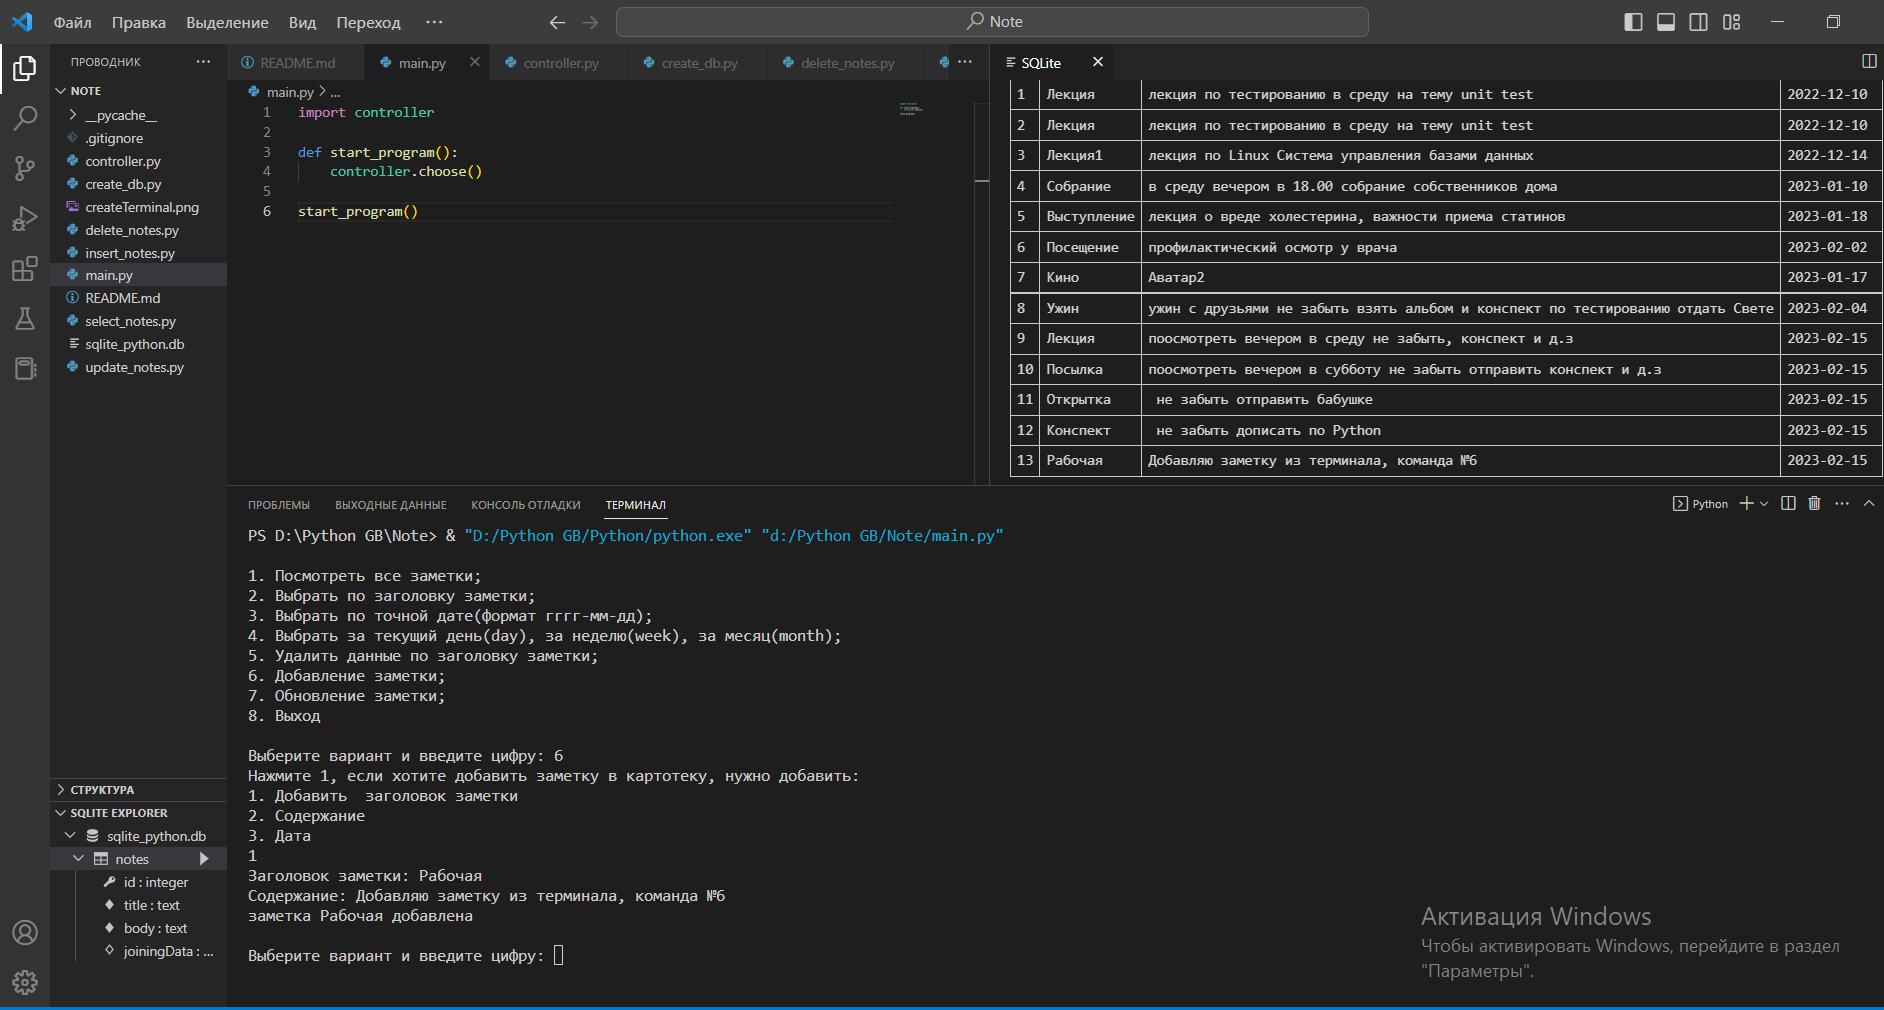 Файл Правка Выделение Вид Переход ··· Note
ПРОВОДНИК ···
NOTE
__pycache__
.gitignore
controller.py
create_db.py
createTerminal.png
delete_notes.py
insert_notes.py
main.py
README.md
select_notes.py
sqlite_python.db
update_notes.py
СТРУКТУРА
SQLITE EXPLORER
sqlite_python.db
notes
id : integer
title : text
body : text
joiningData : ...
README.md main.py controller.py create_db.py delete_notes.py ···
main.py > ...
1 import controller
2
3 def start_program():
4 controller.choose()
5
6 start_program()
SQLite
1 Лекция лекция по тестированию в среду на тему unit test 2022-12-10
2 Лекция лекция по тестированию в среду на тему unit test 2022-12-10
3 Лекция1 лекция по Linux Система управления базами данных 2022-12-14
4 Собрание в среду вечером в 18.00 собрание собственников дома 2023-01-10
5 Выступление лекция о вреде холестерина, важности приема статинов 2023-01-18
6 Посещение профилактический осмотр у врача 2023-02-02
7 Кино Аватар2 2023-01-17
8 Ужин ужин с друзьями не забыть взять альбом и конспект по тестированию отдать Свете 2023-02-04
9 Лекция поосмотреть вечером в среду не забыть, конспект и д.з 2023-02-15
10 Посылка поосмотреть вечером в субботу не забыть отправить конспект и д.з 2023-02-15
11 Открытка не забыть отправить бабушке 2023-02-15
12 Конспект не забыть дописать по Python 2023-02-15
13 Рабочая Добавляю заметку из терминала, команда №6 2023-02-15
ПРОБЛЕМЫ ВЫХОДНЫЕ ДАННЫЕ КОНСОЛЬ ОТЛАДКИ ТЕРМИНАЛ Python
PS D:\Python GB\Note> & "D:/Python GB/Python/python.exe" "d:/Python GB/Note/main.py"
1. Посмотреть все заметки;
2. Выбрать по заголовку заметки;
3. Выбрать по точной дате(формат гггг-мм-дд);
4. Выбрать за текущий день(day), за неделю(week), за месяц(month);
5. Удалить данные по заголовку заметки;
6. Добавление заметки;
7. Обновление заметки;
8. Выход
Выберите вариант и введите цифру: 6
Нажмите 1, если хотите добавить заметку в картотеку, нужно добавить:
1. Добавить  заголовок заметки
2. Содержание
3. Дата
1
Заголовок заметки: Рабочая
Содержание: Добавляю заметку из терминала, команда №6
заметка Рабочая добавлена
Выберите вариант и введите цифру:
Активация Windows
Чтобы активировать Windows, перейдите в раздел
"Параметры".